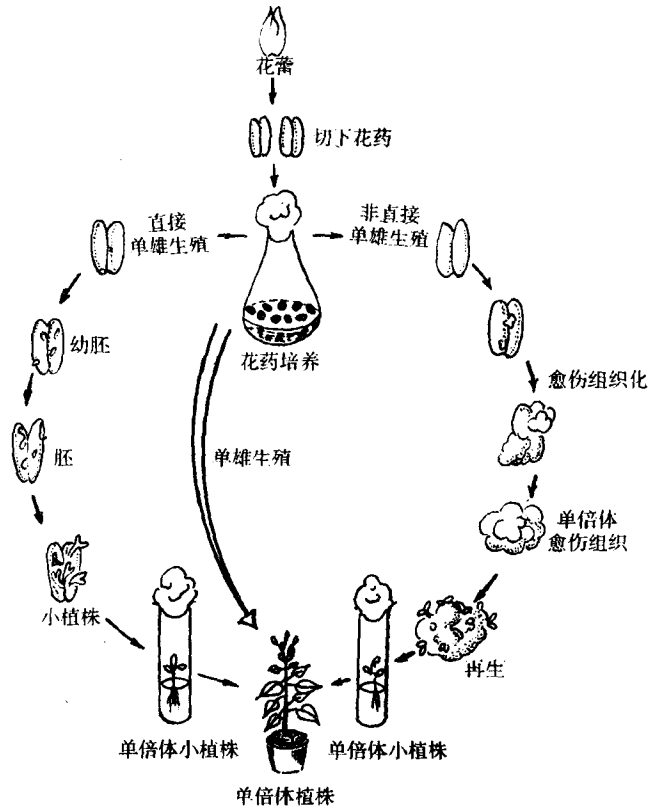 花蕾
切下花药
直接
单雄生殖
非直接
单雄生殖
花药培养
幼胚
胚
小植株
单雄生殖
愈伤组织化
单倍体
愈伤组织
再生
单倍体小植株
单倍体小植株
单倍体植株